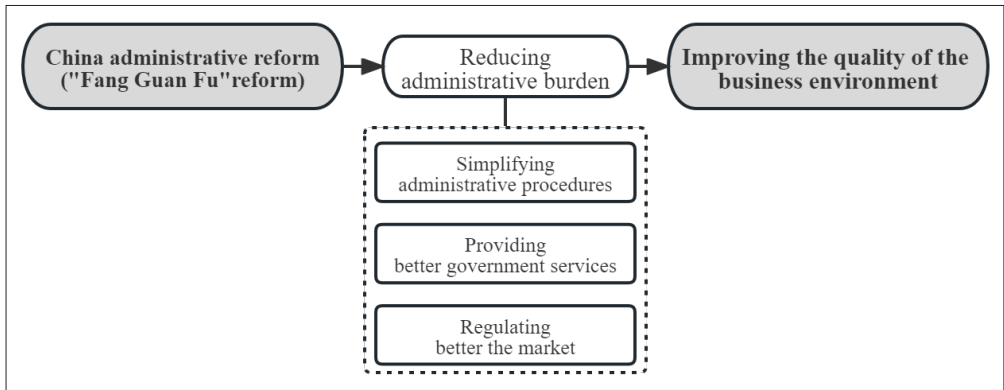 China administrative reform
("Fang Guan Fu"reform)
Reducing
administrative burden
Improving the quality of the
business environment
Simplifying
administrative procedures
Providing
better government services
Regulating
better the market